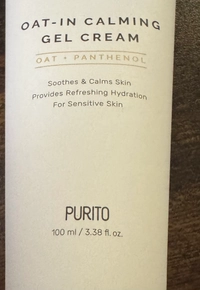 OAT-IN CALMING
GEL CREAM
OAT + PANTHENOL
Soothes & Calms Skin
Provides Refreshing Hydration
For Sensitive Skin
PURITO
100 ml / 3.38 fl. oz.